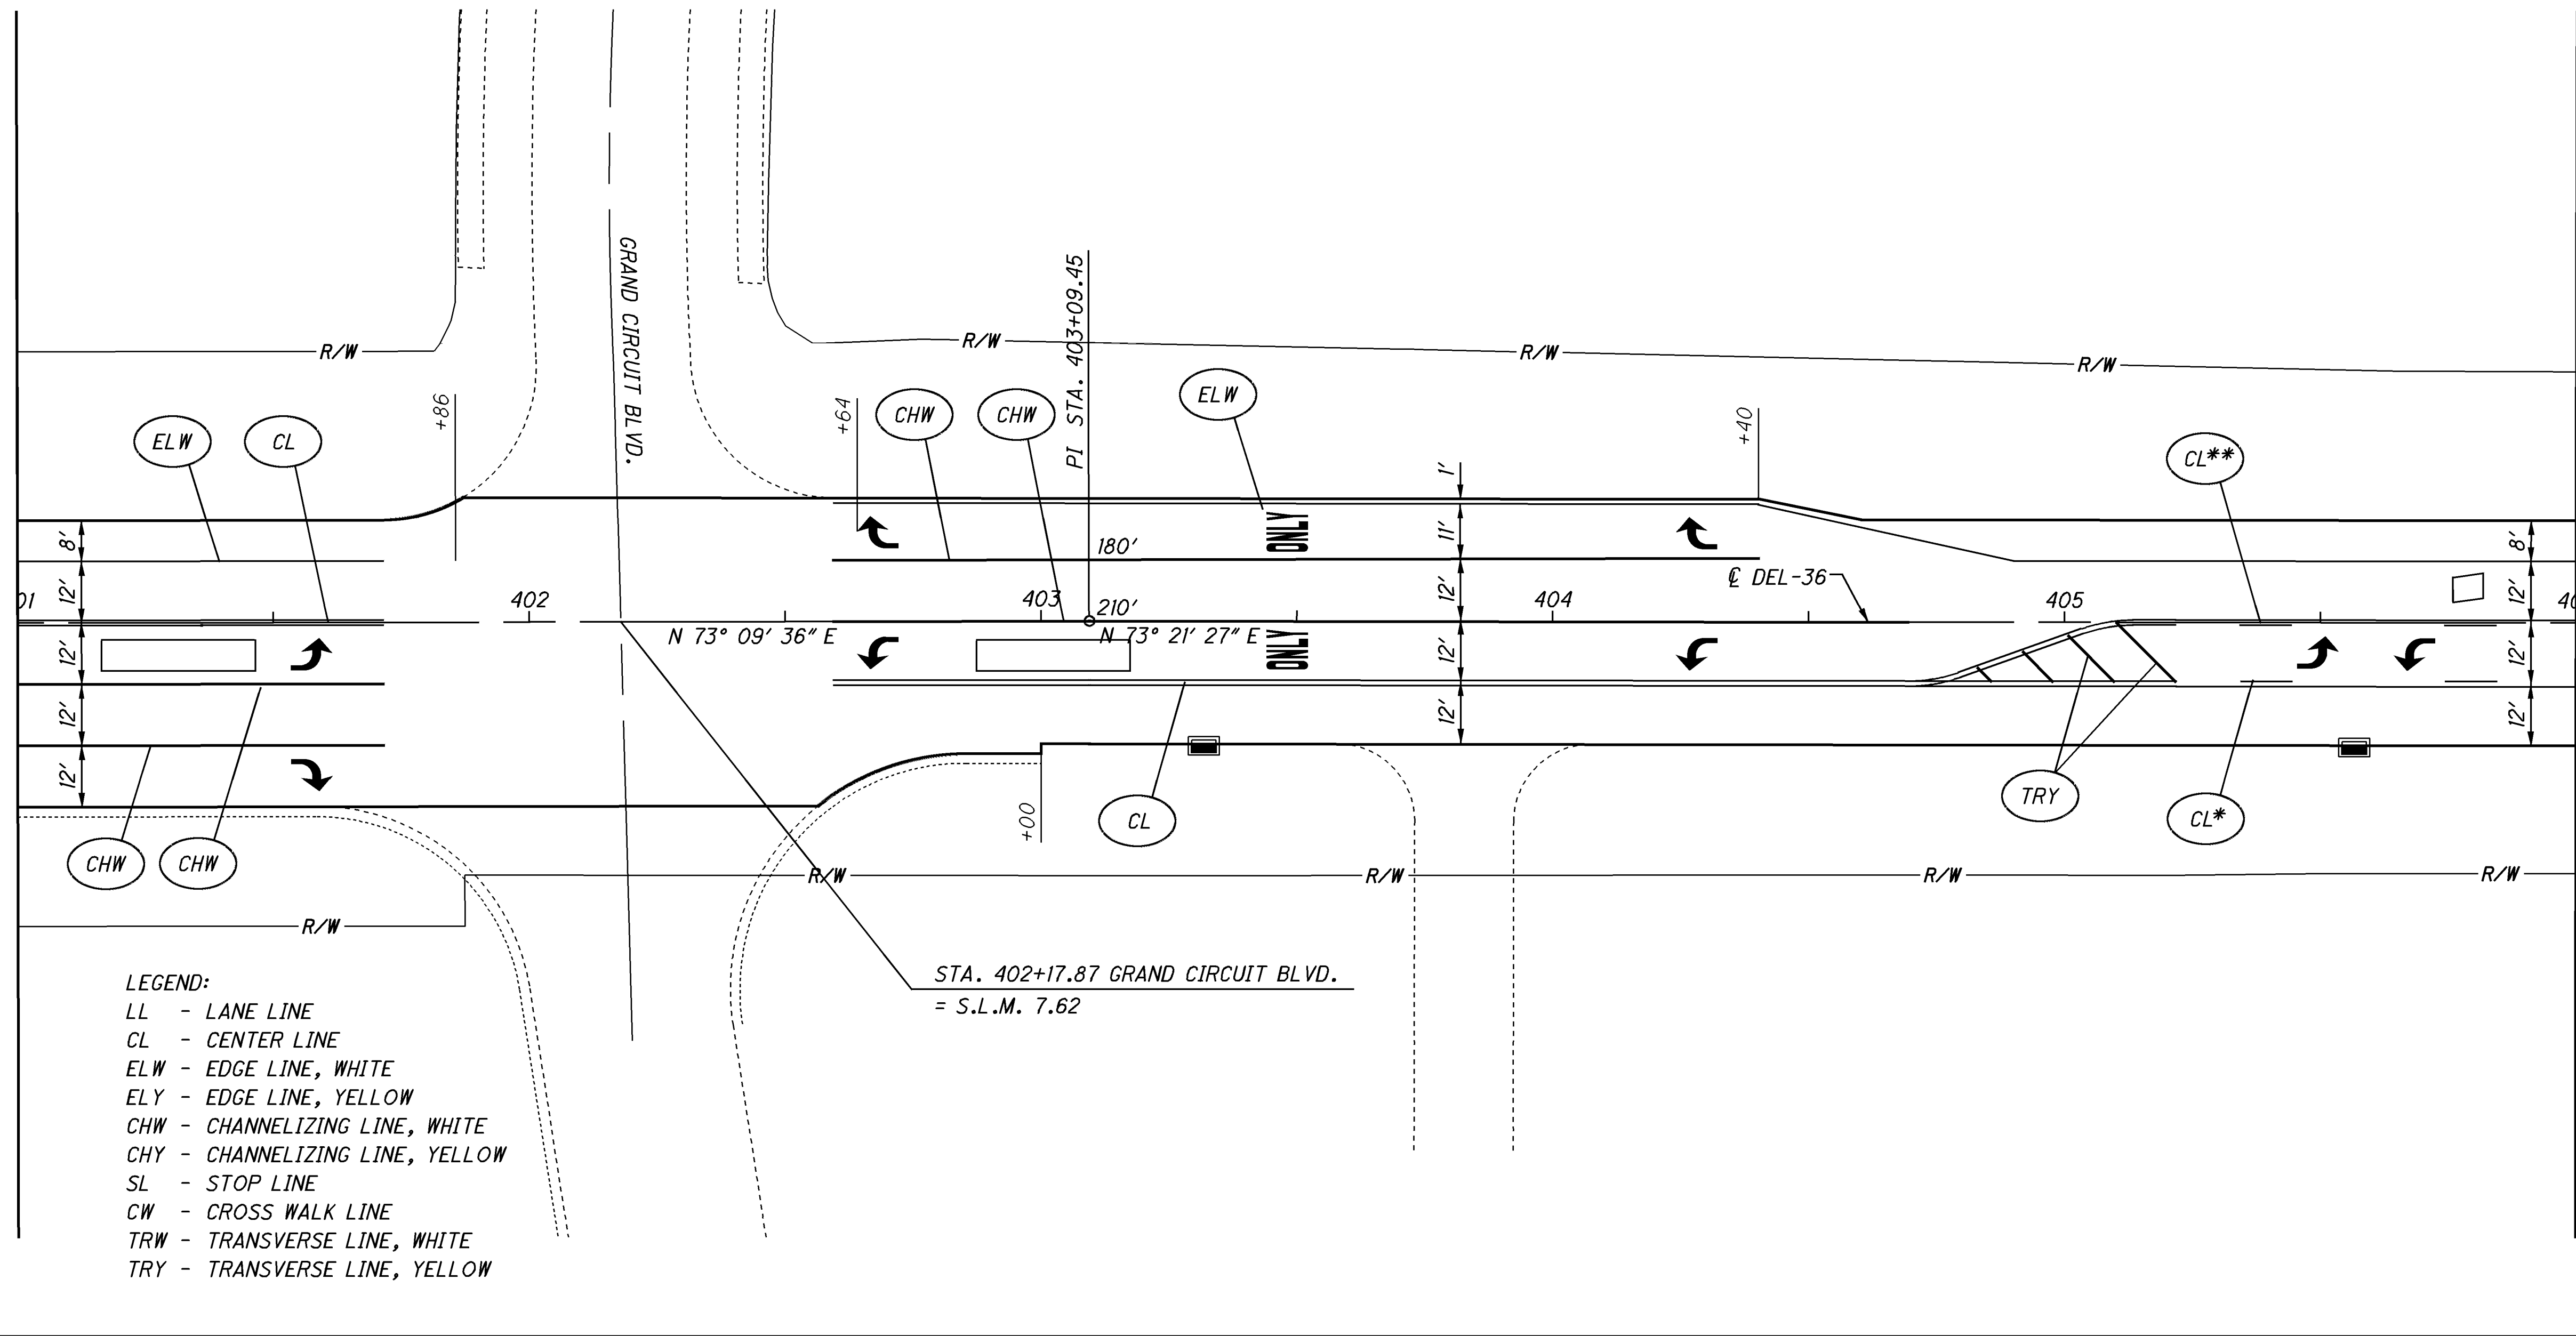 GRAND CIRCUIT BLVD.
PI STA. 403+09.45
R/W
R/W
R/W
R/W
+86
+64
+40
ELW
CL
CHW
CHW
ELW
CL**
8'
12'
12'
12'
12'
1'
11'
12'
12'
12'
8'
12'
12'
12'
ONLY
ONLY
180'
210'
01
402
403
404
405
40
℄ DEL-36
N 73° 09' 36" E
N 73° 21' 27" E
+00
CHW
CHW
CL
TRY
CL*
R/W
R/W
R/W
R/W
R/W
STA. 402+17.87 GRAND CIRCUIT BLVD.
= S.L.M. 7.62
LEGEND:
LL - LANE LINE
CL - CENTER LINE
ELW - EDGE LINE, WHITE
ELY - EDGE LINE, YELLOW
CHW - CHANNELIZING LINE, WHITE
CHY - CHANNELIZING LINE, YELLOW
SL - STOP LINE
CW - CROSS WALK LINE
TRW - TRANSVERSE LINE, WHITE
TRY - TRANSVERSE LINE, YELLOW